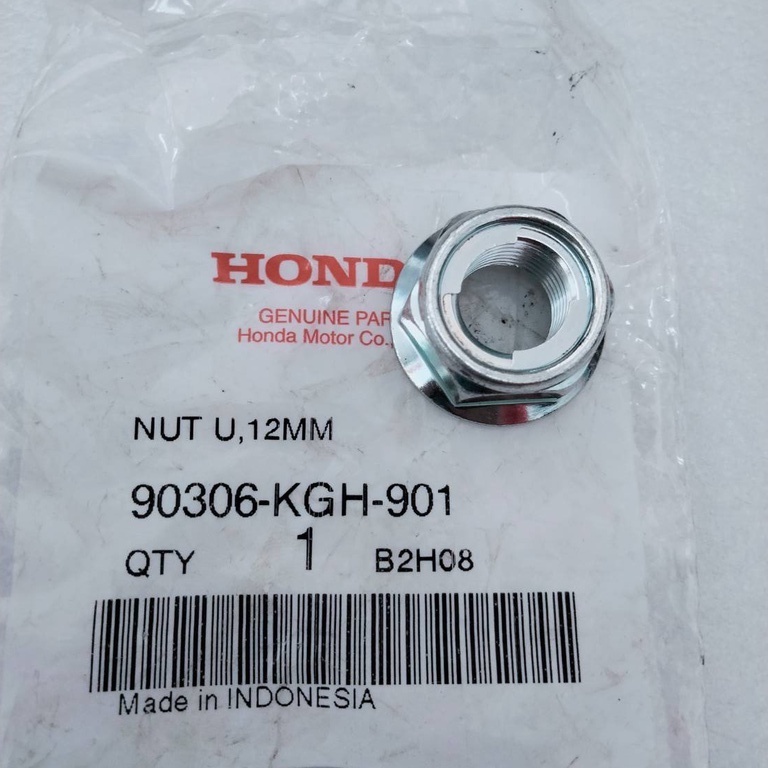 HOND
GENUINE PAR
Honda Motor Co.,
NUT U,12MM
90306-KGH-901
QTY 1 B2H08
Made in INDONESIA